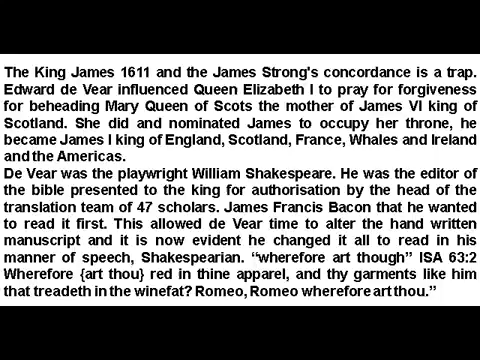 The King James 1611 and the James Strong's concordance is a trap.
Edward de Vear influenced Queen Elizabeth I to pray for forgiveness
for beheading Mary Queen of Scots the mother of James VI king of
Scotland. She did and nominated James to occupy her throne, he
became James I king of England, Scotland, France, Whales and Ireland
and the Americas.
De Vear was the playwright William Shakespeare. He was the editor of
the bible presented to the king for authorisation by the head of the
translation team of 47 scholars. James Francis Bacon that he wanted
to read it first. This allowed de Vear time to alter the hand written
manuscript and it is now evident he changed it all to read in his
manner of speech, Shakespearian. “wherefore art though” ISA 63:2
Wherefore {art thou} red in thine apparel, and thy garments like him
that treadeth in the winefat? Romeo, Romeo wherefore art thou.”